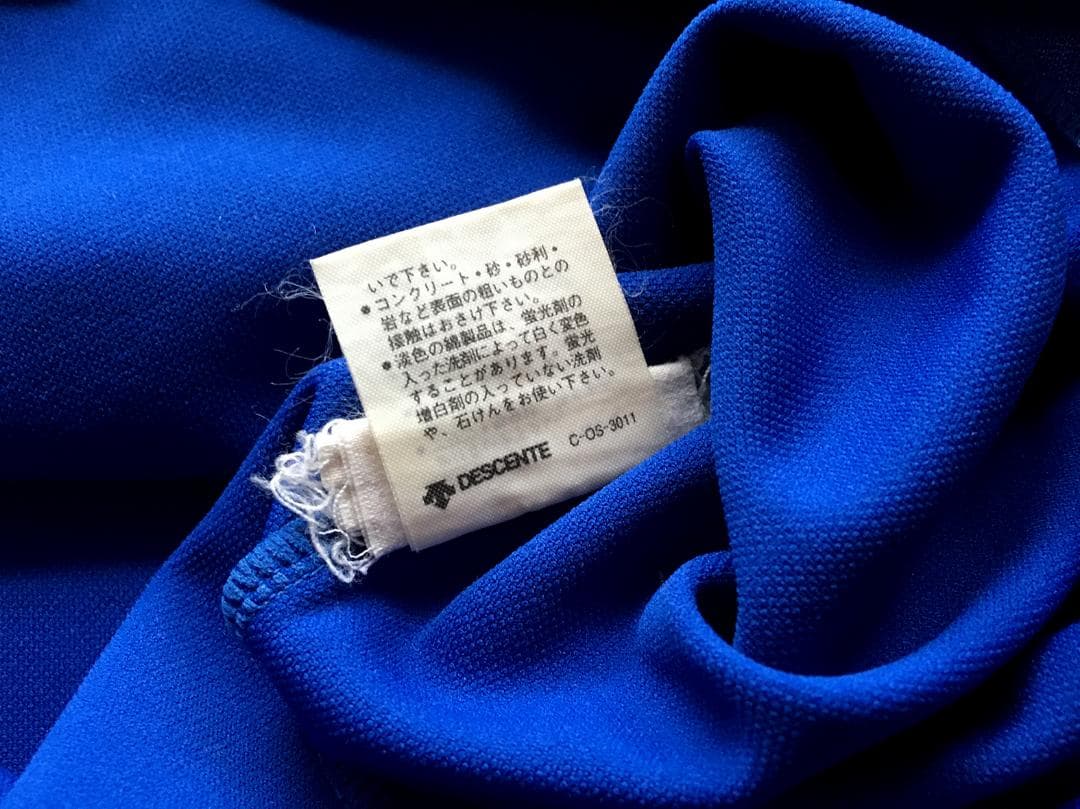 いで下さい。
●コンクリート・砂・砂利・
岩など表面の粗いものとの
接触はおさけ下さい。
●淡色の綿製品は、蛍光剤の
入った洗剤によって白く変色
することがあります。蛍光
増白剤の入っていない洗剤
や、石けんをお使い下さい。
DESCENTE C-OS-3011